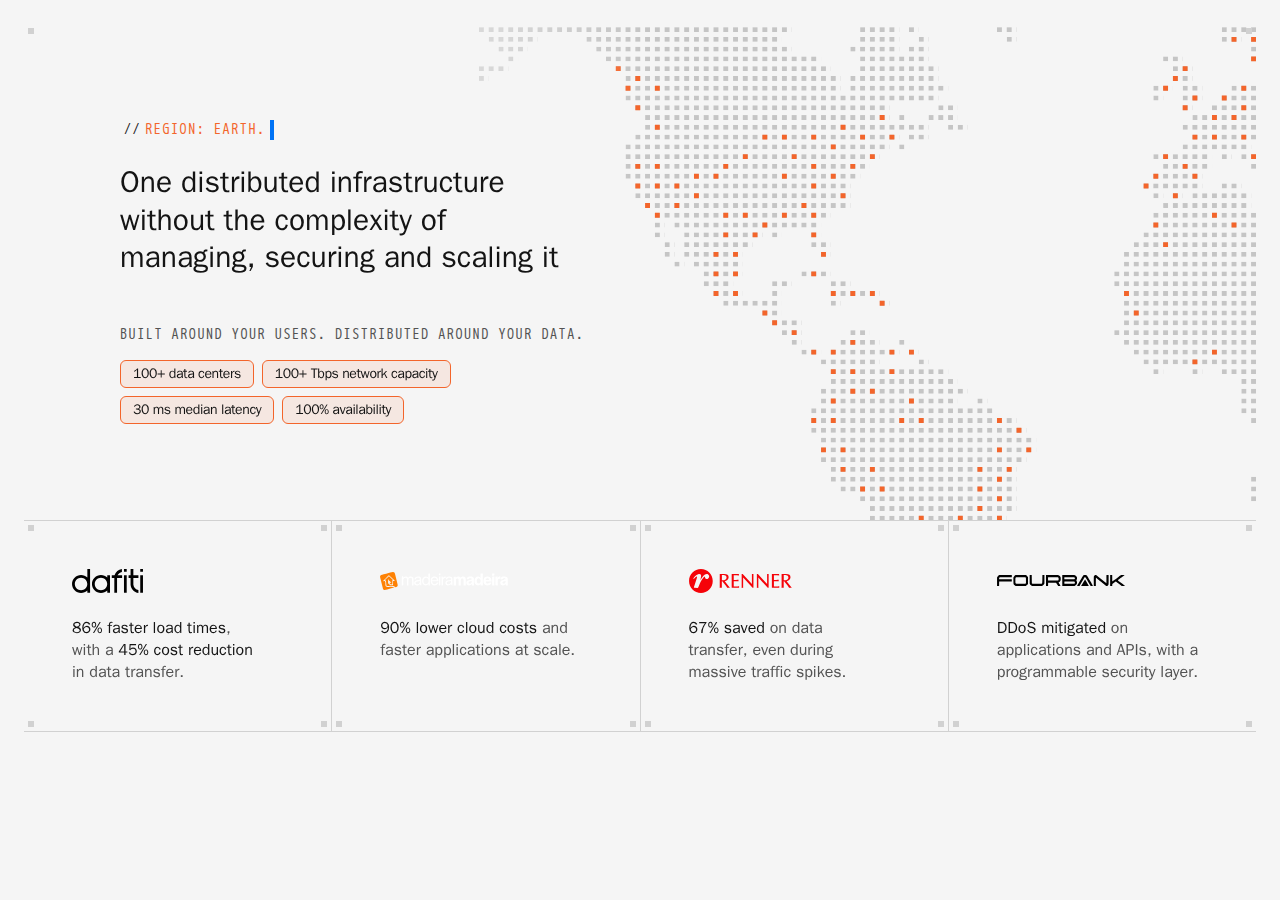 // REGION: EARTH.
One distributed infrastructure
without the complexity of
managing, securing and scaling it
BUILT AROUND YOUR USERS. DISTRIBUTED AROUND YOUR DATA.
100+ data centers
100+ Tbps network capacity
30 ms median latency
100% availability
dafiti
86% faster load times,
with a 45% cost reduction
in data transfer.
madeiramadeira
90% lower cloud costs and
faster applications at scale.
r RENNER
67% saved on data
transfer, even during
massive traffic spikes.
FOURBANK
DDoS mitigated on
applications and APIs, with a
programmable security layer.